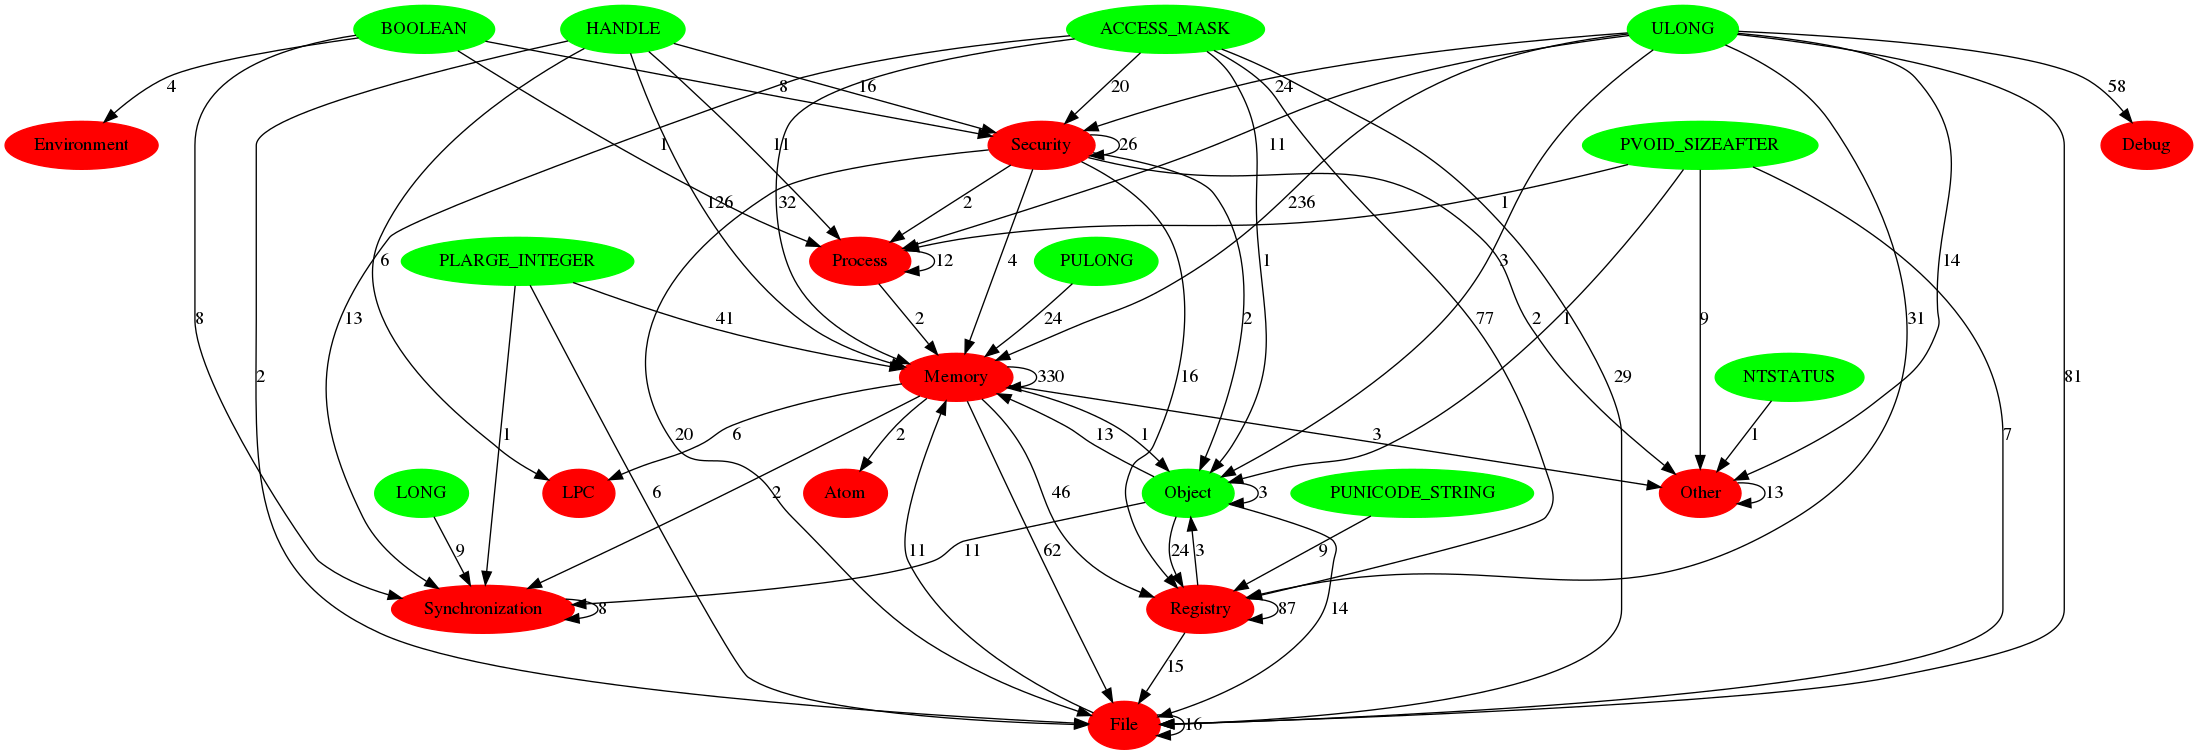 BOOLEAN HANDLE ACCESS_MASK ULONG
4 8 16 20 24 58
Environment Security 26 PVOID_SIZEAFTER Debug
1 11 11
126 32 2 236 1
6 PLARGE_INTEGER Process 12 4 PULONG 1 3 14
8 13 41 2 24 2 77 2 1 9 31
2 Memory 330 16 29 NTSTATUS 81
1 20 6 2 13 1 3 1 7
LONG LPC 6 2 Atom 46 Object 3 PUNICODE_STRING Other 13
9 11 11 62 24 3 9
Synchronization 8 Registry 87 14
15
File 16